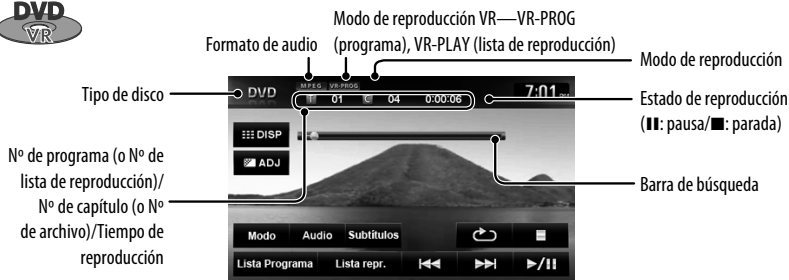 DVD
VR
Modo de reproducción VR—VR-PROG
(programa), VR-PLAY (lista de reproducción)
Formato de audio
Modo de reproducción
Tipo de disco
Estado de reproducción
(❚❚: pausa/■: parada)
Nº de programa (o Nº de
lista de reproducción)/
Nº de capítulo (o Nº
de archivo)/Tiempo de
reproducción
Barra de búsqueda
DVD
MPEG VR-PROG
7:01 PM
T 01 C 04 0:00:06
DISP
ADJ
Modo Audio Subtítulos
Lista Programa Lista repr.